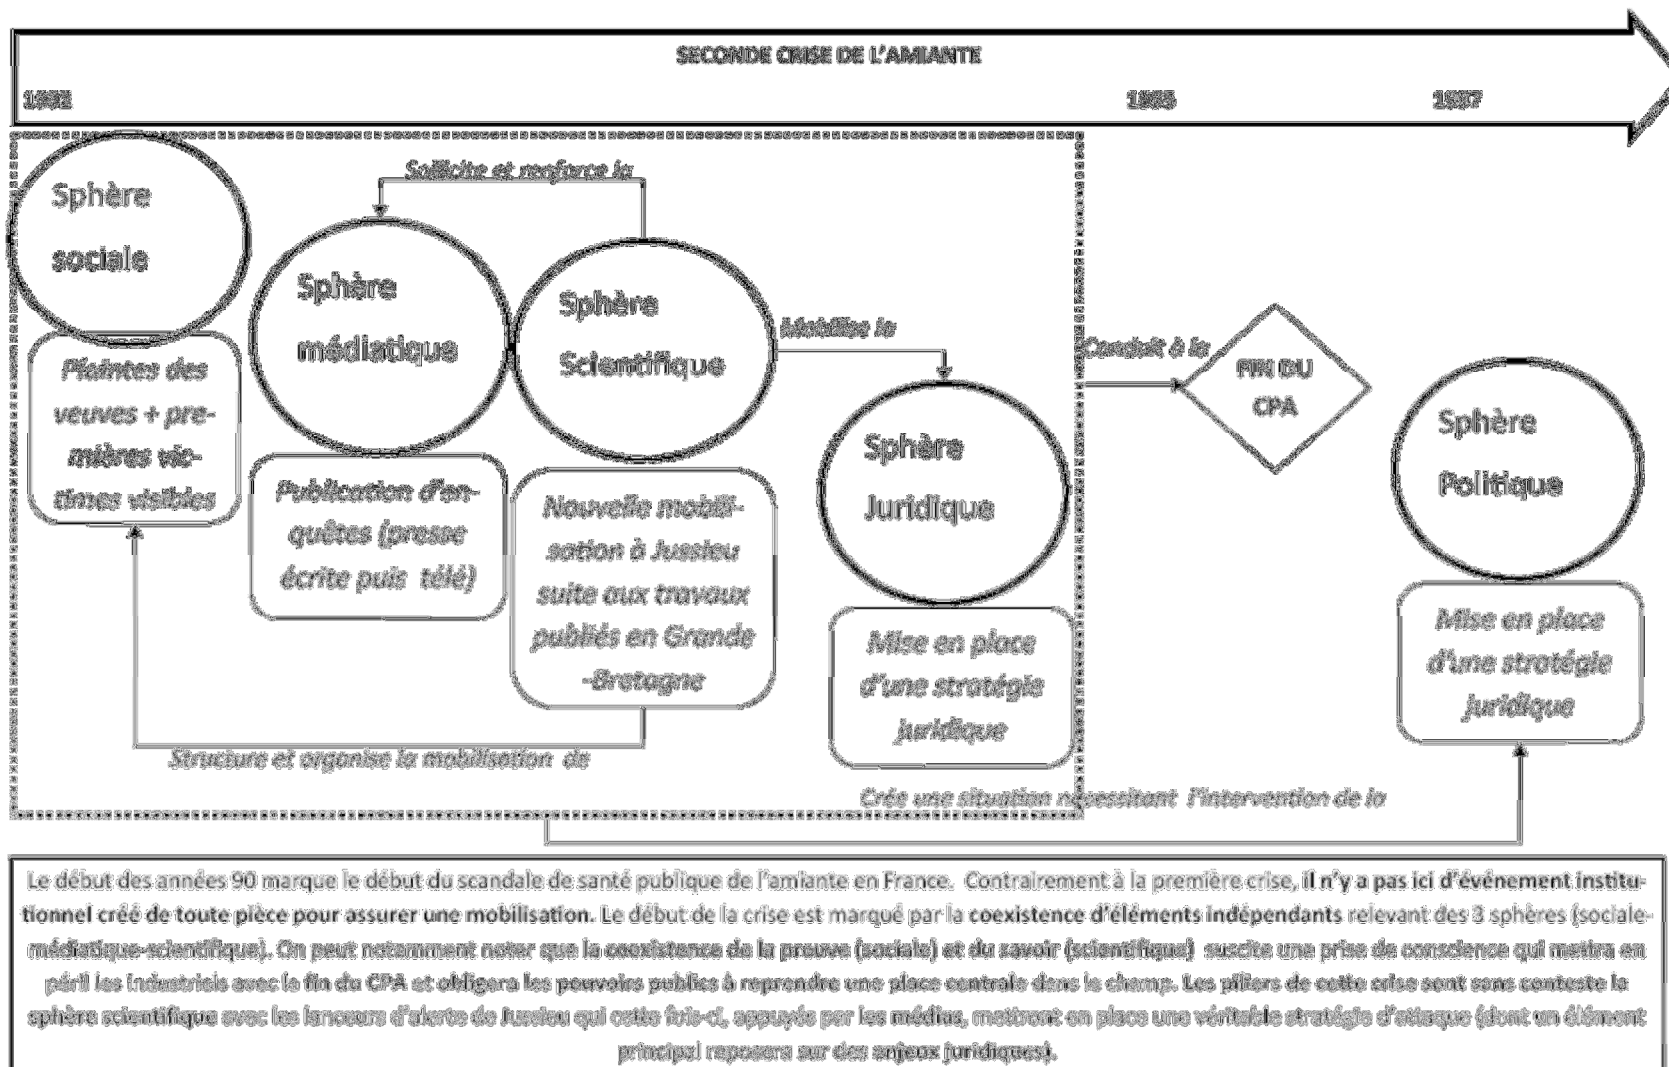 SECONDE CRISE DE L'AMIANTE
1995
1997
Sollicite et renforce la
Sphère
sociale
Sphère
médiatique
Sphère
Scientifique
Mobilise la
Conduit à la
FIN DU
CPA
Sphère
Juridique
Sphère
Politique
Plaintes des
veuves + pre-
mières vic-
times visibles
Publication d'en-
quêtes (presse
écrite puis télé)
Nouvelle mobili-
sation à Jussieu
suite aux travaux
publiés en Grande
-Bretagne
Mise en place
d'une stratégie
juridique
Mise en place
d'une stratégie
juridique
Structure et organise la mobilisation de
Crée une situation nécessitant l'intervention de la
Le début des années 90 marque le début du scandale de santé publique de l'amiante en France. Contrairement à la première crise, il n'y a pas ici d'événement institu-
tionnel créé de toute pièce pour assurer une mobilisation. Le début de la crise est marqué par la coexistence d'éléments indépendants relevant des 3 sphères (sociale-
médiatique-scientifique). On peut notamment noter que la coexistence de la preuve (sociale) et du savoir (scientifique) suscite une prise de conscience qui mettra en
péril les industriels avec la fin du CPA et obligera les pouvoirs publics à reprendre une place centrale dans le champ. Les piliers de cette crise sont sans conteste la
sphère scientifique avec les lanceurs d'alerte de Jussieu qui cette fois-ci, appuyés par les médias, mettront en place une véritable stratégie d'attaque (dont un élément
principal reposera sur des enjeux juridiques).